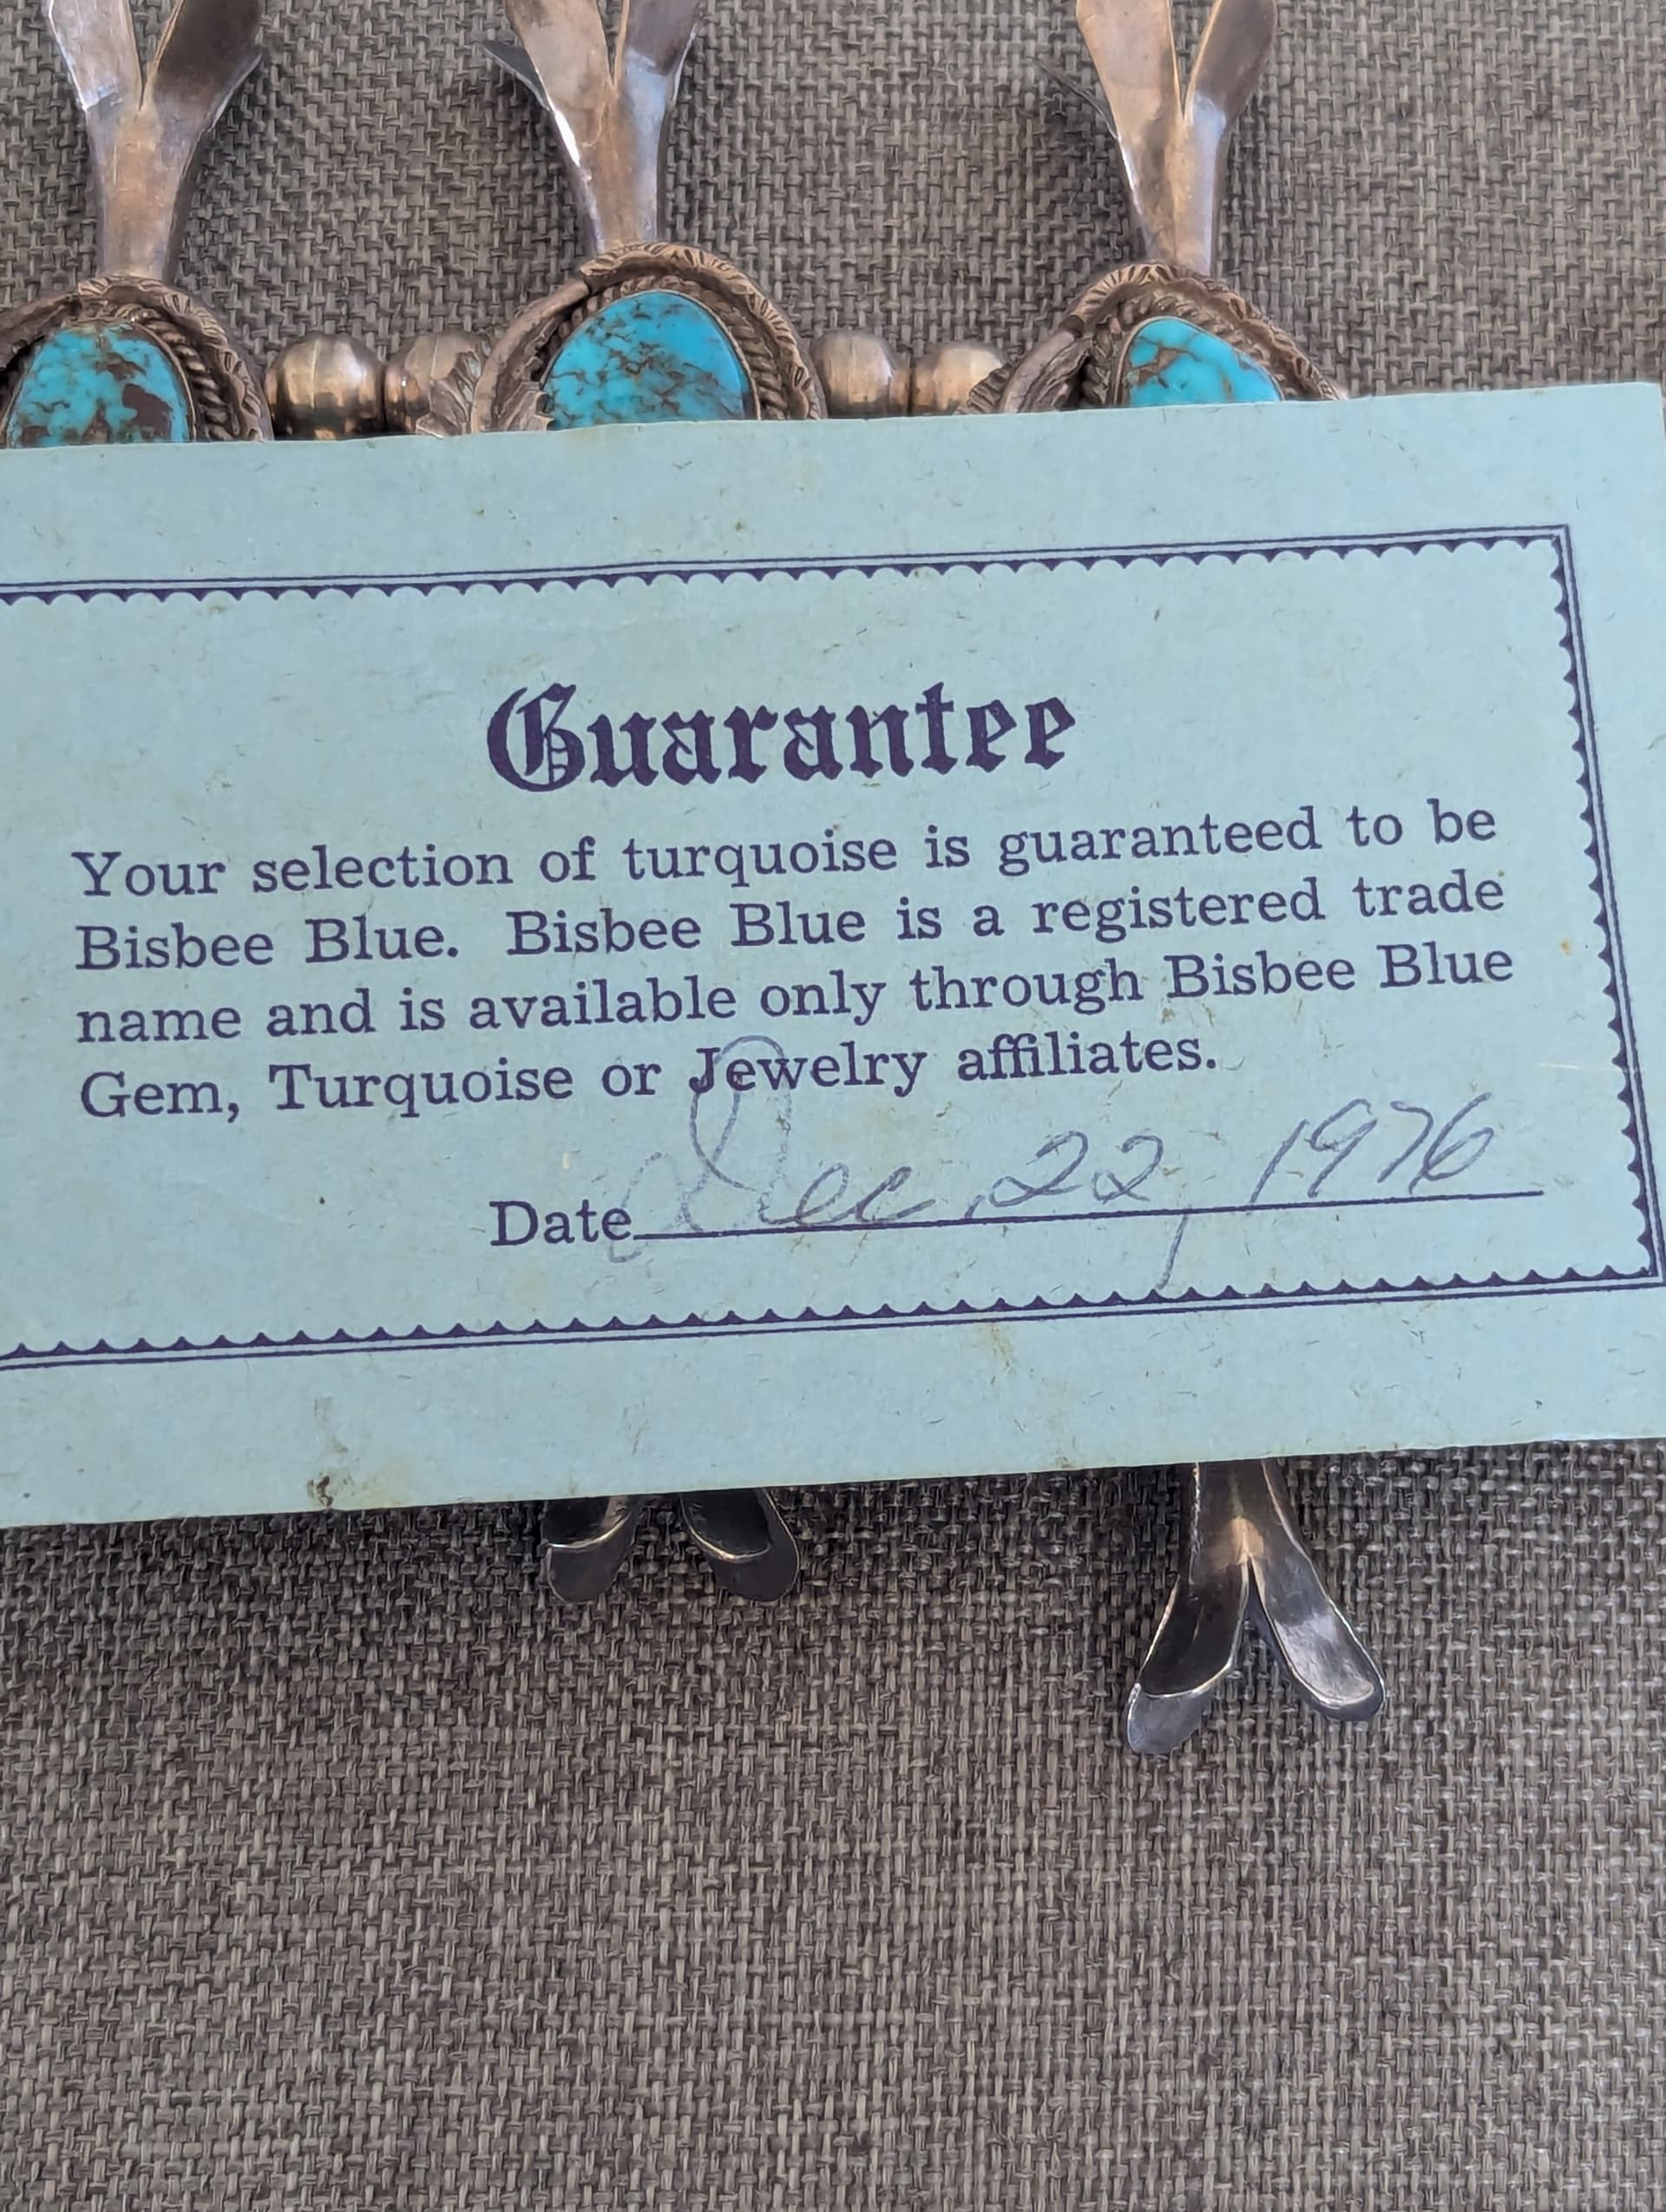 Guarantee
Your selection of turquoise is guaranteed to be
Bisbee Blue. Bisbee Blue is a registered trade
name and is available only through Bisbee Blue
Gem, Turquoise or Jewelry affiliates.
Date Dec 22, 1976